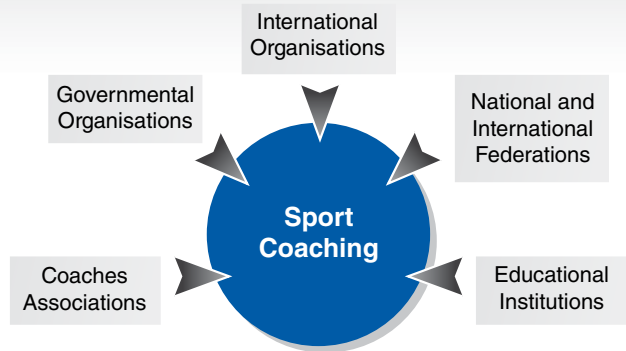 International
Organisations
Governmental
Organisations
National and
International
Federations
Sport
Coaching
Coaches
Associations
Educational
Institutions